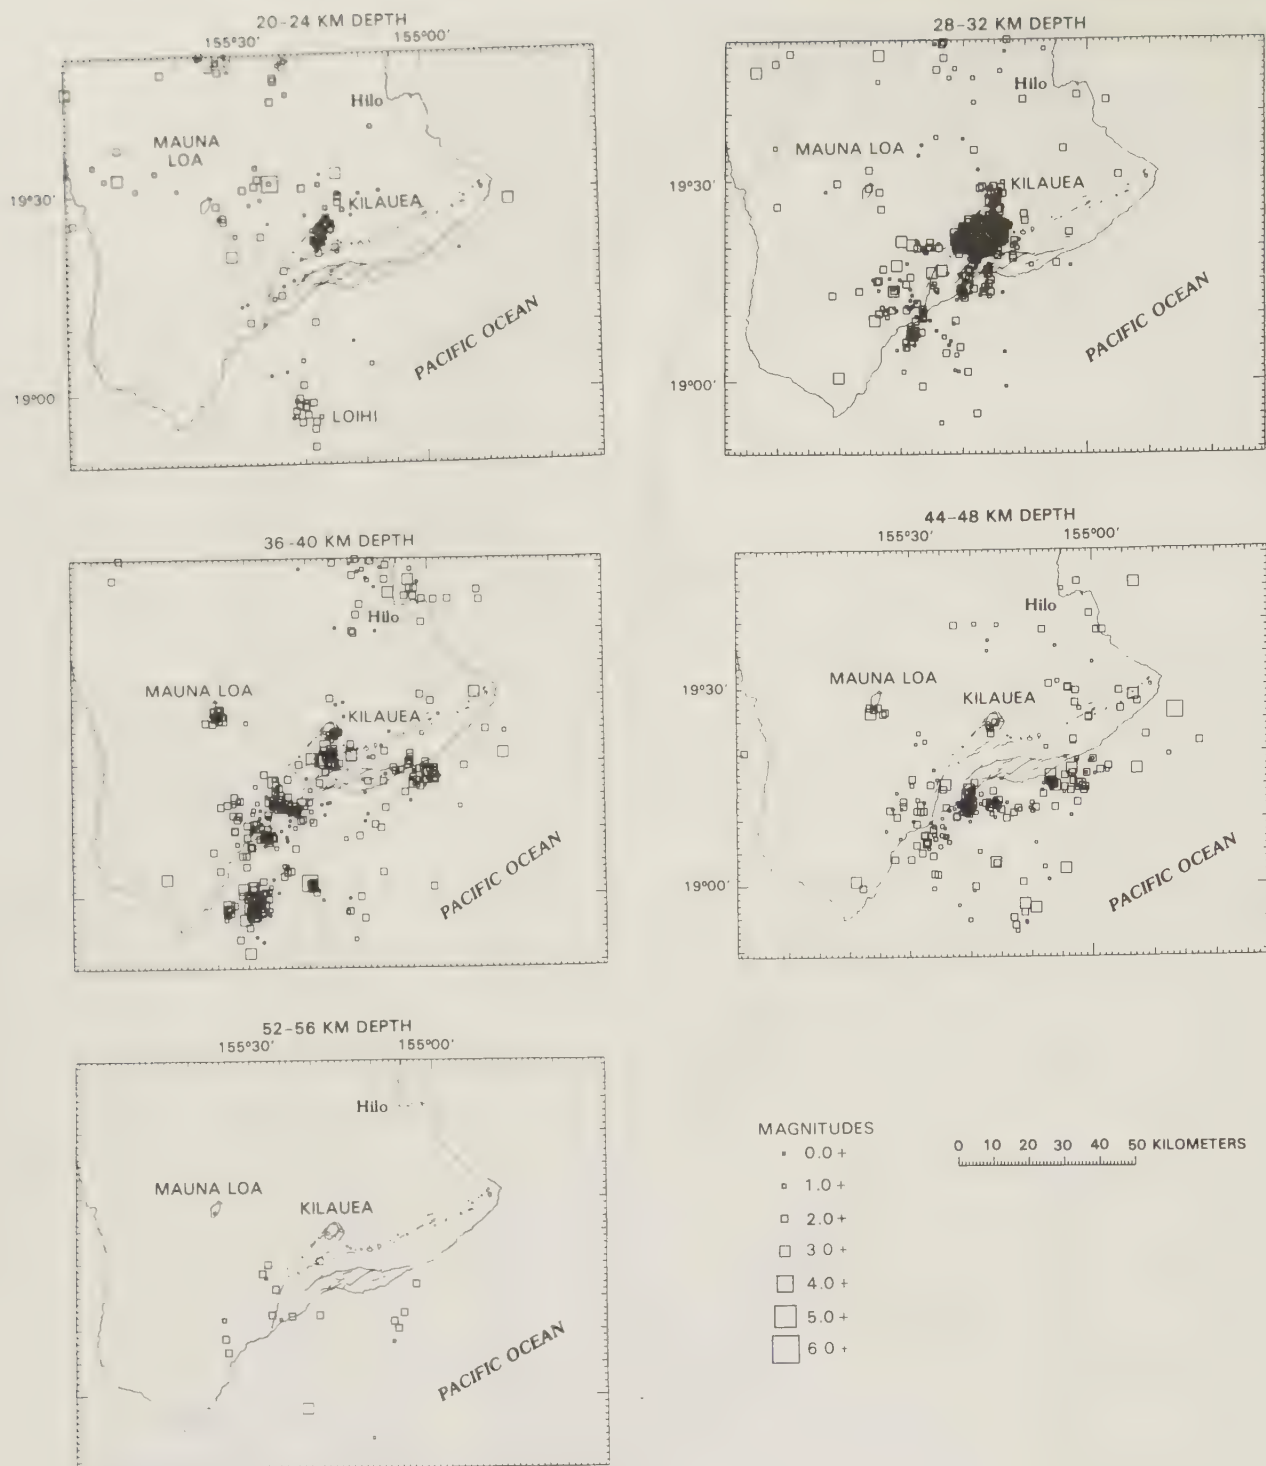 20-24 KM DEPTH
155°30' 155°00'
Hilo
MAUNA
LOA
KILAUEA
19°30'
PACIFIC OCEAN
19°00
LOIHI
28-32 KM DEPTH
Hilo
MAUNA LOA
KILAUEA
19°30'
PACIFIC OCEAN
19°00'
36-40 KM DEPTH
Hilo
MAUNA LOA
KILAUEA
PACIFIC OCEAN
44-48 KM DEPTH
155°30' 155°00'
Hilo
MAUNA LOA
KILAUEA
19°30'
PACIFIC OCEAN
19°00'
52-56 KM DEPTH
155°30' 155°00'
Hilo
MAUNA LOA
KILAUEA
PACIFIC OCEAN
MAGNITUDES
0.0+
1.0+
2.0+
3 0+
4.0+
5.0+
6 0+
0 10 20 30 40 50 KILOMETERS